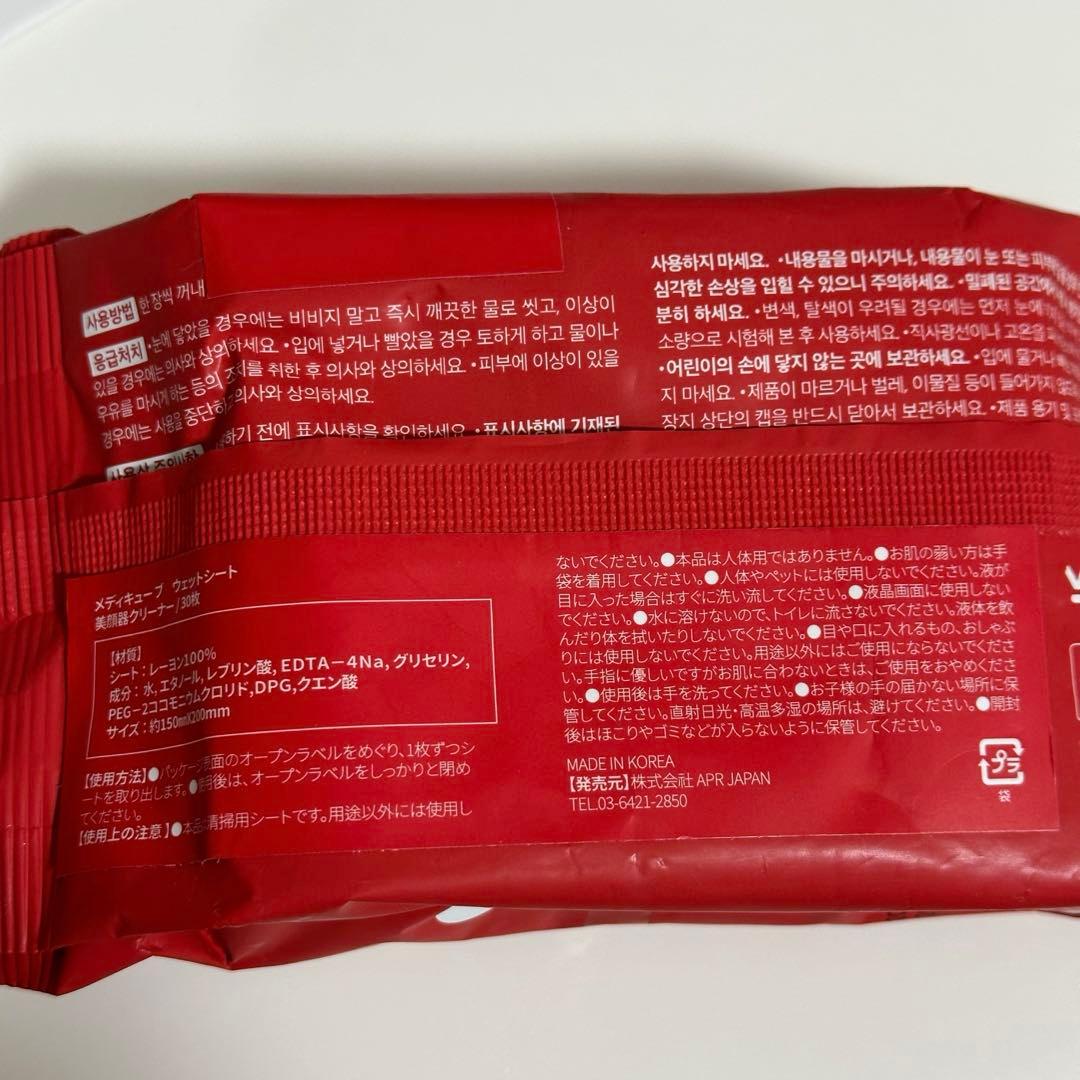 사용방법 한 장씩 꺼내
응급처치 •눈에 닿았을 경우에는 비비지 말고 즉시 깨끗한 물로 씻고, 이상이
있을 경우에는 의사와 상의하세요. •입에 넣거나 빨았을 경우 토하게 하고 물이나
우유를 마시게 하는 등의 조치를 취한 후 의사와 상의하세요. •피부에 이상이 있을
경우에는 사용을 중단하고 의사와 상의하세요.
사용상 주의사항
하기 전에 표시사항을 확인하세요. •표시사항에 기재된
사용하지 마세요. •내용물을 마시거나, 내용물이 눈 또는 피부
심각한 손상을 입힐 수 있으니 주의하세요. •밀폐된 공간에
분히 하세요. •변색, 탈색이 우려될 경우에는 먼저 눈에
소량으로 시험해 본 후 사용하세요. •직사광선이나 고온을
•어린이의 손에 닿지 않는 곳에 보관하세요. •입에 물거나
지 마세요. •제품이 마르거나 벌레, 이물질 등이 들어가지 않
장지 상단의 캡을 반드시 닫아서 보관하세요. •제품 용기 및
メディキューブ ウェットシート
美顔器クリーナー/30枚
【材質】
シート：レーヨン100%
成分：水, エタノール, レブリン酸, EDTA－4Na, グリセリン,
PEG－2ココモニウムクロリド,DPG,クエン酸
サイズ：約150mmX200mm
【使用方法】●パッケージ表面のオープンラベルをめぐり、1枚ずつシ
ートを取り出します。●使用後は、オープンラベルをしっかりと閉め
てください。
【使用上の注意】●本品は清掃用シートです。用途以外には使用し
ないでください。●本品は人体用ではありません。●お肌の弱い方は手
袋を着用してください。●人体やペットには使用しないでください。液が
目に入った場合はすぐに洗い流してください。●液晶画面に使用しない
でください。●水に溶けないので、トイレに流さないでください。液体を飲
んだり体を拭いたりしないでください。●目や口に入れるもの、おしゃぶ
りには使用しないでください。用途以外にはご使用にならないでくださ
い。手指に優しいですがお肌に合わないときは、ご使用をおやめくださ
い。●使用後は手を洗ってください。●お子様の手の届かない場所に保
管してください。直射日光・高温多湿の場所は、避けてください。●開封
後はほこりやゴミなどが入らないように保管してください。
MADE IN KOREA
【発売元】株式会社 APR JAPAN
TEL.03-6421-2850
プラ
袋